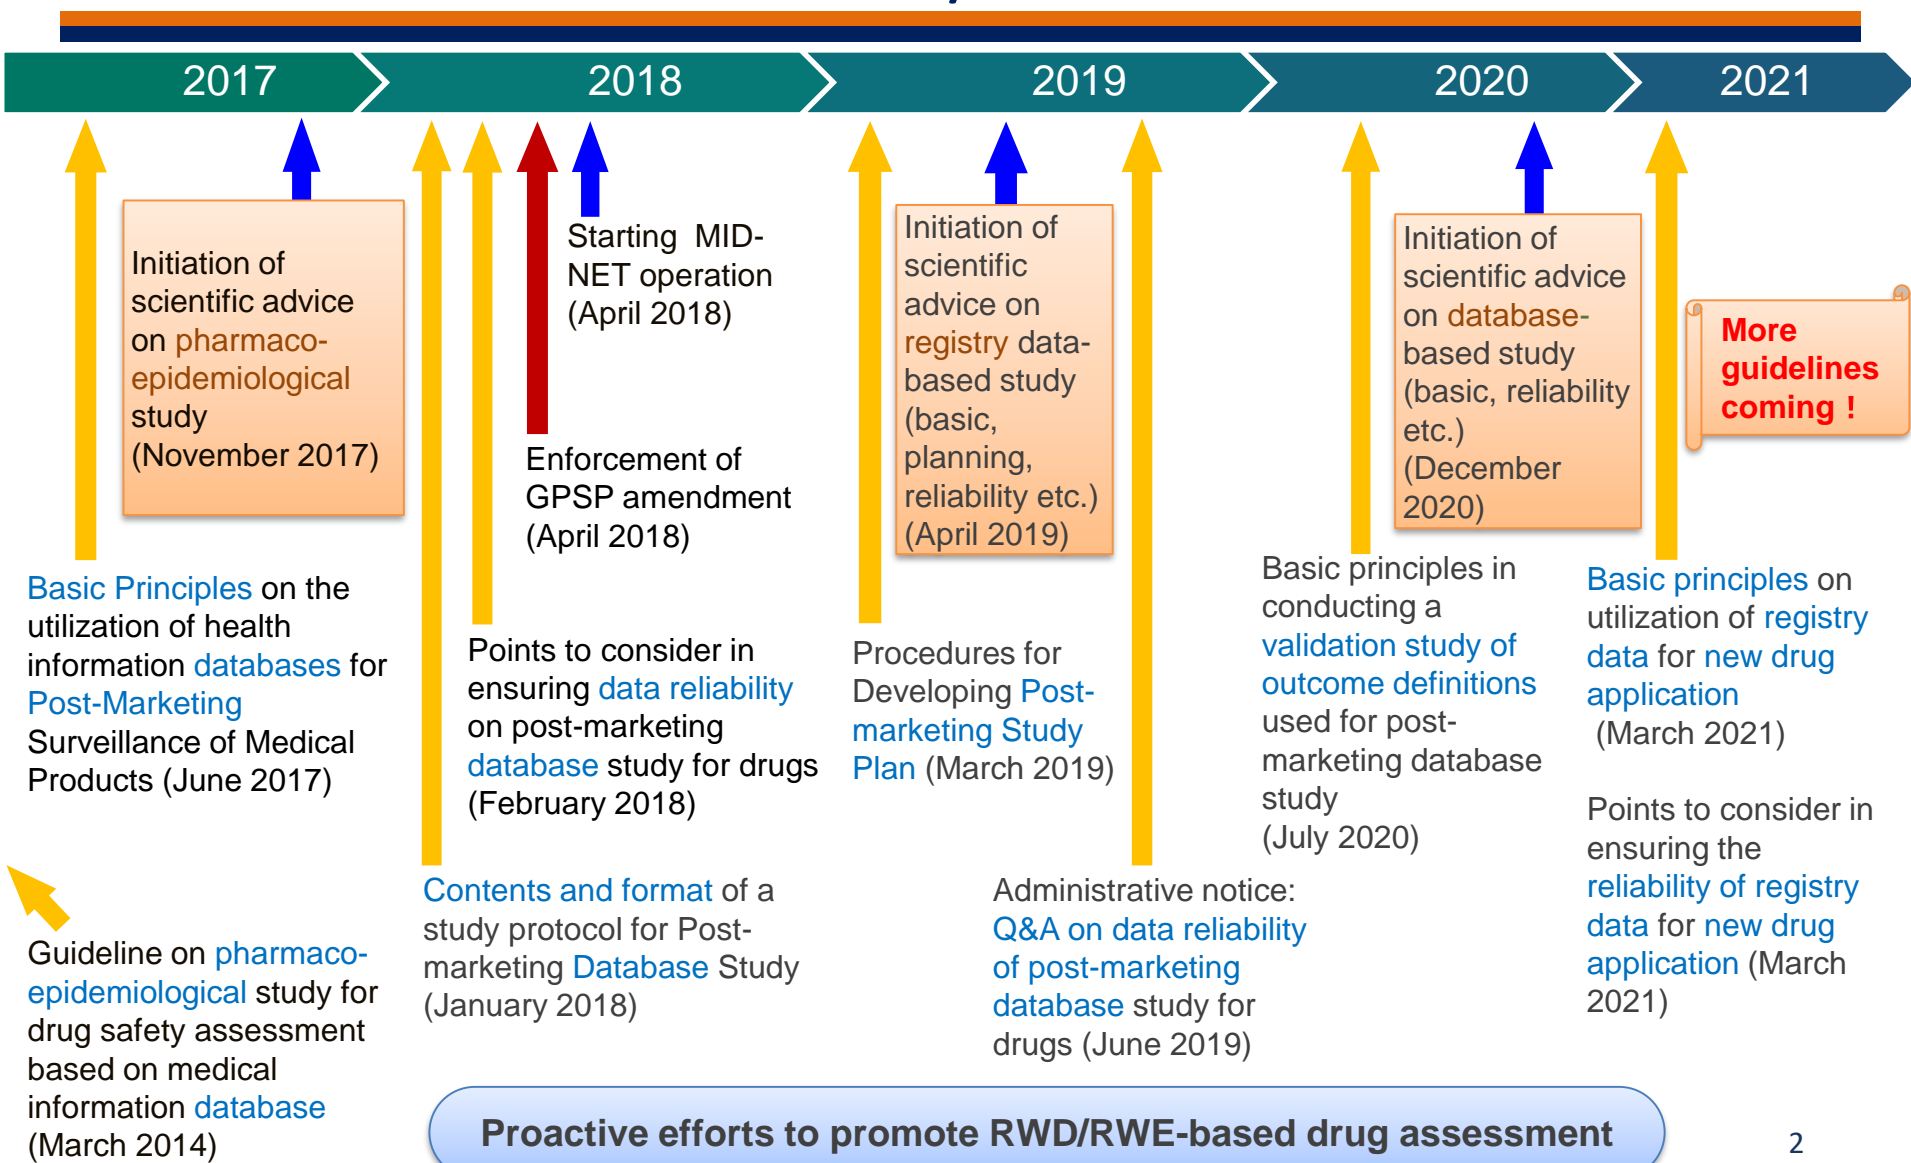 2017
2018
2019
2020
2021
Initiation of
scientific advice
on pharmaco-
epidemiological
study
(November 2017)
Starting  MID-
NET operation
(April 2018)
Enforcement of
GPSP amendment
(April 2018)
Initiation of
scientific
advice on
registry data-
based study
(basic,
planning,
reliability etc.)
(April 2019)
Initiation of
scientific advice
on database-
based study
(basic, reliability
etc.)
(December
2020)
More
guidelines
coming !
Basic Principles on the
utilization of health
information databases for
Post-Marketing
Surveillance of Medical
Products (June 2017)
Points to consider in
ensuring data reliability
on post-marketing
database study for drugs
(February 2018)
Procedures for
Developing Post-
marketing Study
Plan (March 2019)
Basic principles in
conducting a
validation study of
outcome definitions
used for post-
marketing database
study
(July 2020)
Basic principles on
utilization of registry
data for new drug
application
(March 2021)
Points to consider in
ensuring the
reliability of registry
data for new drug
application (March
2021)
Guideline on pharmaco-
epidemiological study for
drug safety assessment
based on medical
information database
(March 2014)
Contents and format of a
study protocol for Post-
marketing Database Study
(January 2018)
Administrative notice:
Q&A on data reliability
of post-marketing
database study for
drugs (June 2019)
Proactive efforts to promote RWD/RWE-based drug assessment
2